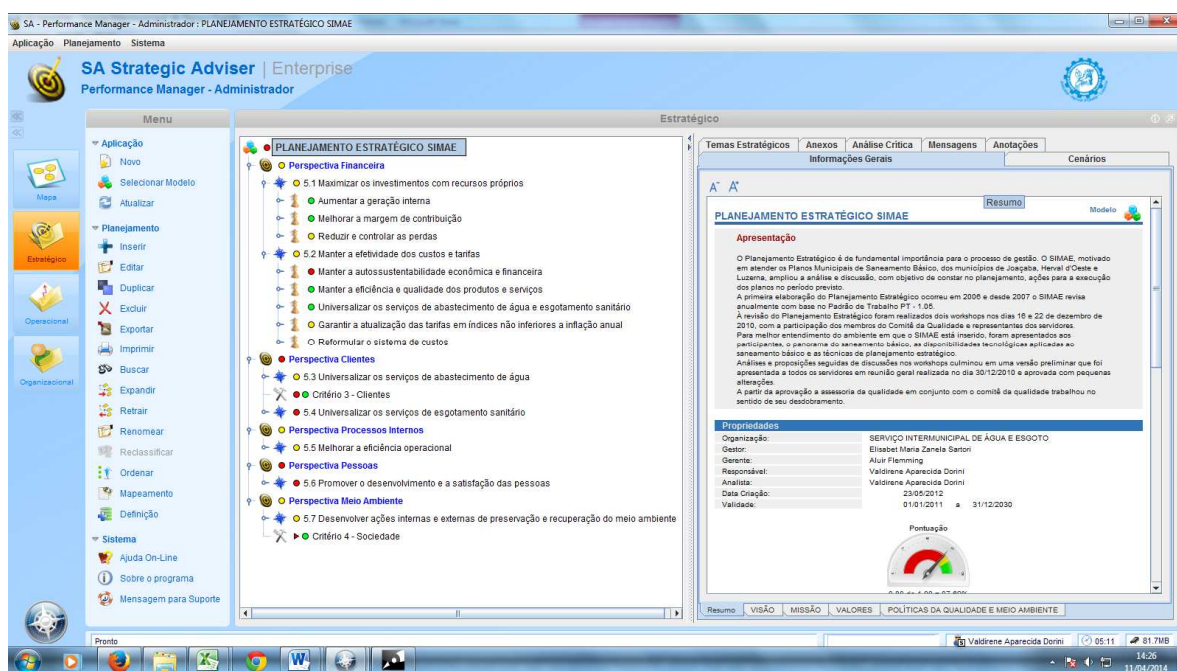 SA - Performance Manager - Administrador : PLANEJAMENTO ESTRATÉGICO SIMAE
Aplicação Planejamento Sistema
SA Strategic Adviser | Enterprise
Performance Manager - Administrador
Menu
Estratégico
Mapa
Estratégico
Operacional
Organizacional
Aplicação
Novo
Selecionar Modelo
Atualizar
Planejamento
Inserir
Editar
Duplicar
Excluir
Exportar
Imprimir
Buscar
Expandir
Retrair
Renomear
Reclassificar
Ordenar
Mapeamento
Definição
Sistema
Ajuda On-Line
Sobre o programa
Mensagem para Suporte
PLANEJAMENTO ESTRATÉGICO SIMAE
Perspectiva Financeira
5.1 Maximizar os investimentos com recursos próprios
Aumentar a geração interna
Melhorar a margem de contribuição
Reduzir e controlar as perdas
5.2 Manter a efetividade dos custos e tarifas
Manter a autossustentabilidade econômica e financeira
Manter a eficiência e qualidade dos produtos e serviços
Universalizar os serviços de abastecimento de água e esgotamento sanitário
Garantir a atualização das tarifas em índices não inferiores a inflação anual
Reformular o sistema de custos
Perspectiva Clientes
5.3 Universalizar os serviços de abastecimento de água
Critério 3 - Clientes
5.4 Universalizar os serviços de esgotamento sanitário
Perspectiva Processos Internos
5.5 Melhorar a eficiência operacional
Perspectiva Pessoas
5.6 Promover o desenvolvimento e a satisfação das pessoas
Perspectiva Meio Ambiente
5.7 Desenvolver ações internas e externas de preservação e recuperação do meio ambiente
Critério 4 - Sociedade
Temas Estratégicos Anexos Análise Crítica Mensagens Anotações
Informações Gerais Cenários
A- A+
Resumo
PLANEJAMENTO ESTRATÉGICO SIMAE Modelo
Apresentação
O Planejamento Estratégico é de fundamental importância para o processo de gestão. O SIMAE, motivado
em atender os Planos Municipais de Saneamento Básico, dos municípios de Joaçaba, Herval d'Oeste e
Luzerna, ampliou a análise e discussão, com objetivo de constar no planejamento, ações para a execução
dos planos no período previsto.
A primeira elaboração do Planejamento Estratégico ocorreu em 2006 e desde 2007 o SIMAE revisa
anualmente com base no Padrão de Trabalho PT - 1.05.
À revisão do Planejamento Estratégico foram realizados dois workshops nos dias 16 e 22 de dezembro de
2010, com a participação dos membros do Comitê da Qualidade e representantes dos servidores.
Para melhor entendimento do ambiente em que o SIMAE está inserido, foram apresentados aos
participantes, o panorama do saneamento básico, as disponibilidades tecnológicas aplicadas ao
saneamento básico e as técnicas de planejamento estratégico.
Análises e proposições seguidas de discussões nos workshops culminou em uma versão preliminar que foi
apresentada a todos os servidores em reunião geral realizada no dia 30/12/2010 e aprovada com pequenas
alterações.
A partir da aprovação a assessoria da qualidade em conjunto com o comitê da qualidade trabalhou no
sentido de seu desdobramento.
Propriedades
Organização: SERVIÇO INTERMUNICIPAL DE ÁGUA E ESGOTO
Gestor: Elisabet Maria Zanela Sartori
Gerente: Aluir Flemming
Responsável: Valdirene Aparecida Dorini
Analista: Valdirene Aparecida Dorini
Data Criação: 23/05/2012
Validade: 01/01/2011 a 31/12/2030
Pontuação
Resumo VISÃO MISSÃO VALORES POLÍTICAS DA QUALIDADE E MEIO AMBIENTE
Pronto
Valdirene Aparecida Dorini 05:11 81.7MB
14:26
11/04/2014